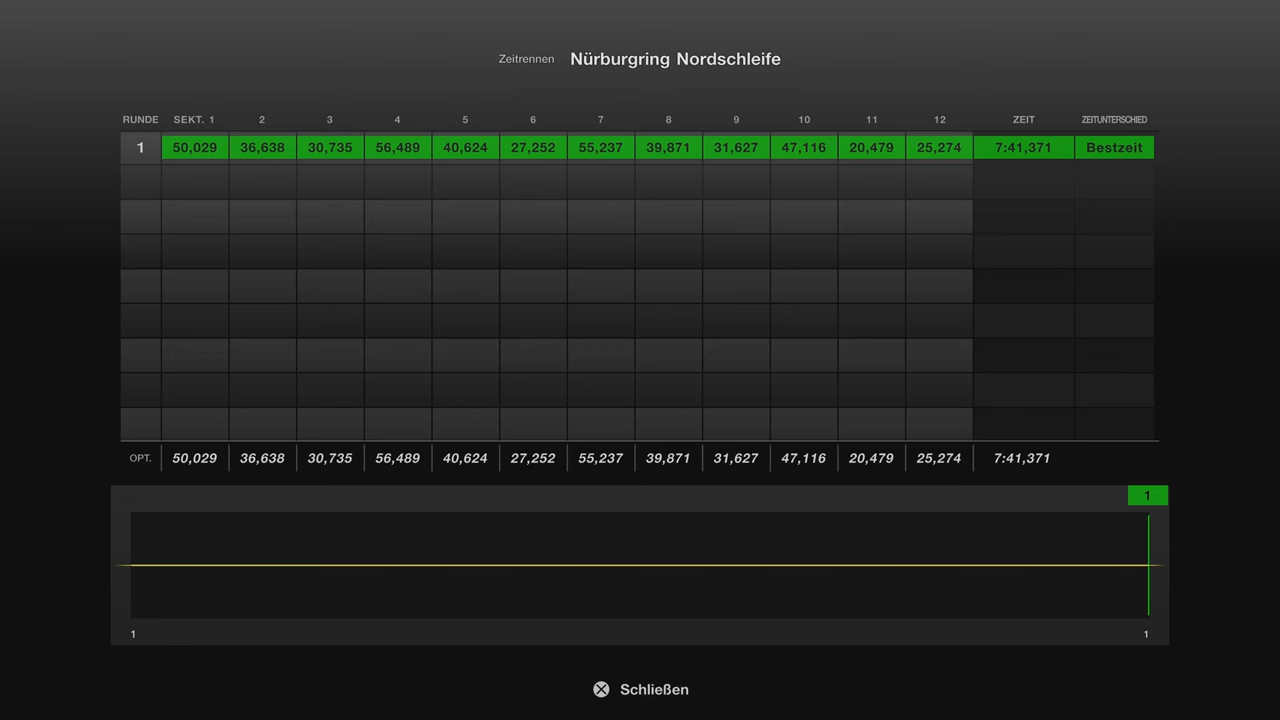 Zeitrennen Nürburgring Nordschleife
RUNDE SEKT. 1 2 3 4 5 6 7 8 9 10 11 12 ZEIT ZEITUNTERSCHIED
1 50,029 36,638 30,735 56,489 40,624 27,252 55,237 39,871 31,627 47,116 20,479 25,274 7:41,371 Bestzeit
OPT. 50,029 36,638 30,735 56,489 40,624 27,252 55,237 39,871 31,627 47,116 20,479 25,274 7:41,371
1
1 1
Schließen